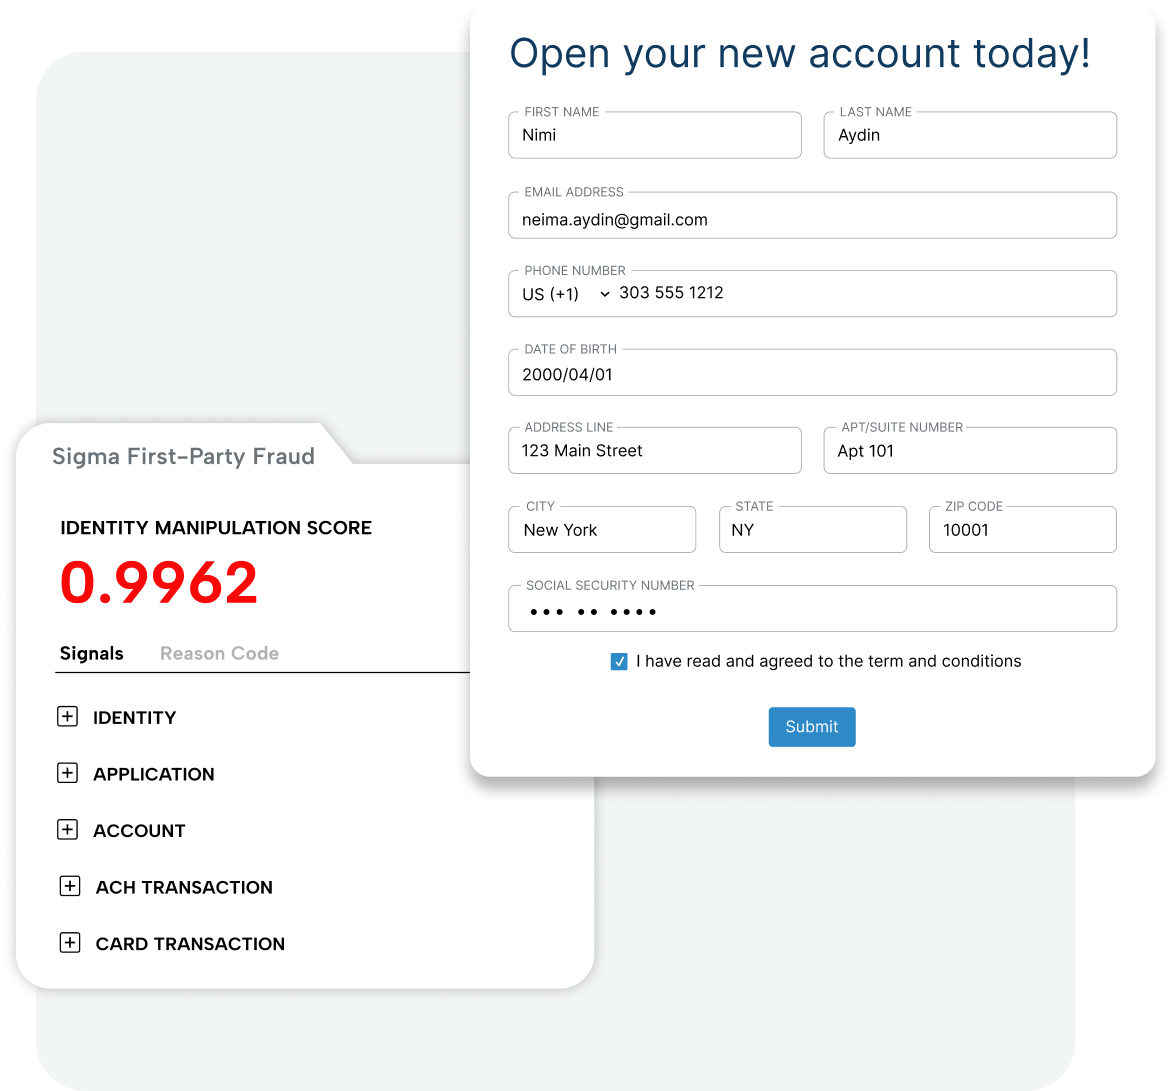 Open your new account today!
FIRST NAME
Nimi
LAST NAME
Aydin
EMAIL ADDRESS
neima.aydin@gmail.com
PHONE NUMBER
US (+1) 303 555 1212
DATE OF BIRTH
2000/04/01
ADDRESS LINE
123 Main Street
APT/SUITE NUMBER
Apt 101
CITY
New York
STATE
NY
ZIP CODE
10001
SOCIAL SECURITY NUMBER
••• •• ••••
I have read and agreed to the term and conditions
Submit
Sigma First-Party Fraud
IDENTITY MANIPULATION SCORE
0.9962
Signals Reason Code
IDENTITY
APPLICATION
ACCOUNT
ACH TRANSACTION
CARD TRANSACTION